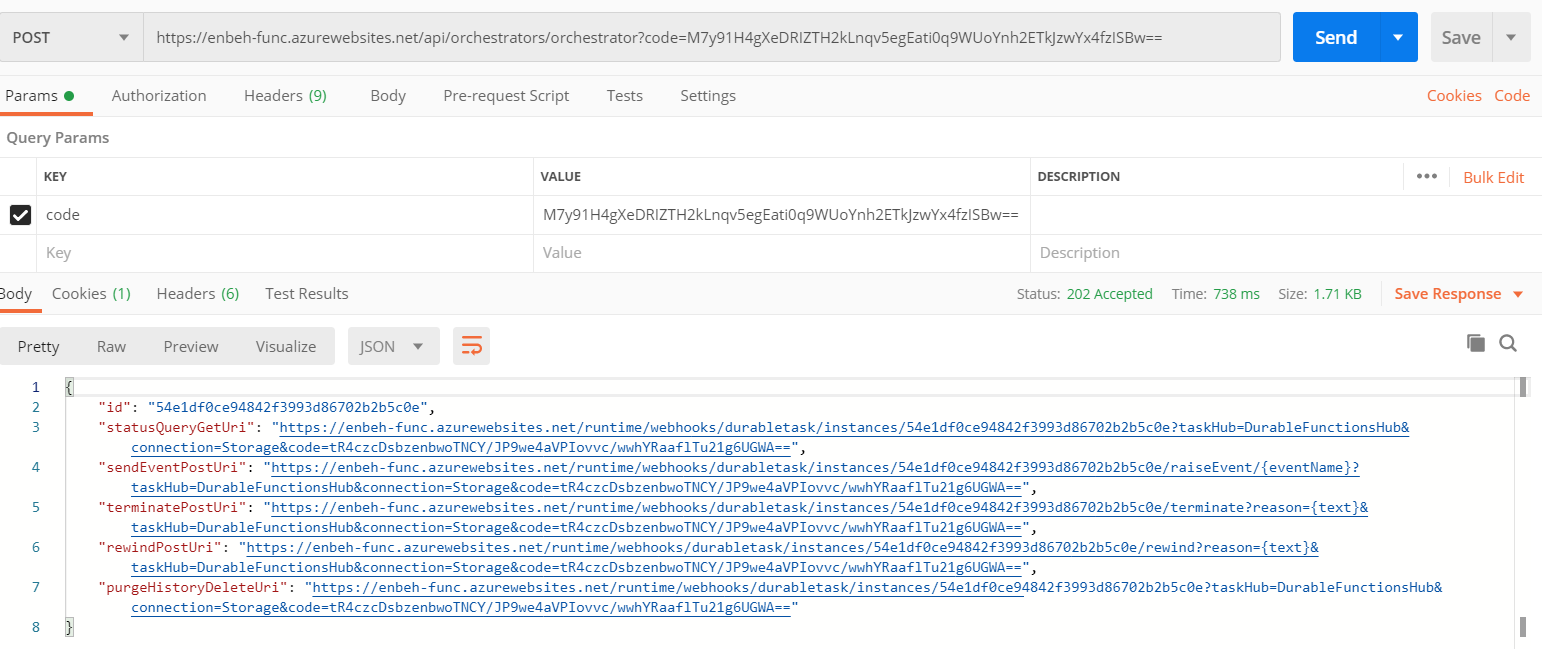 POST https://enbeh-func.azurewebsites.net/api/orchestrators/orchestrator?code=M7y91H4gXeDRIZTH2kLnqv5egEati0q9WUoYnh2ETkJzwYx4fzISBw== Send Save
Params Authorization Headers (9) Body Pre-request Script Tests Settings Cookies Code
Query Params
KEY VALUE DESCRIPTION ••• Bulk Edit
code M7y91H4gXeDRIZTH2kLnqv5egEati0q9WUoYnh2ETkJzwYx4fzISBw==
Key Value Description
Body Cookies (1) Headers (6) Test Results Status: 202 Accepted Time: 738 ms Size: 1.71 KB Save Response
Pretty Raw Preview Visualize JSON
1 {
2 "id": "54e1df0ce94842f3993d86702b2b5c0e",
3 "statusQueryGetUri": "https://enbeh-func.azurewebsites.net/runtime/webhooks/durabletask/instances/54e1df0ce94842f3993d86702b2b5c0e?taskHub=DurableFunctionsHub&
connection=Storage&code=tR4czcDsbzenbwoTNCY/JP9we4aVPIovvc/wwhYRaaflTu21g6UGWA==",
4 "sendEventPostUri": "https://enbeh-func.azurewebsites.net/runtime/webhooks/durabletask/instances/54e1df0ce94842f3993d86702b2b5c0e/raiseEvent/{eventName}?
taskHub=DurableFunctionsHub&connection=Storage&code=tR4czcDsbzenbwoTNCY/JP9we4aVPIovvc/wwhYRaaflTu21g6UGWA==",
5 "terminatePostUri": "https://enbeh-func.azurewebsites.net/runtime/webhooks/durabletask/instances/54e1df0ce94842f3993d86702b2b5c0e/terminate?reason={text}&
taskHub=DurableFunctionsHub&connection=Storage&code=tR4czcDsbzenbwoTNCY/JP9we4aVPIovvc/wwhYRaaflTu21g6UGWA==",
6 "rewindPostUri": "https://enbeh-func.azurewebsites.net/runtime/webhooks/durabletask/instances/54e1df0ce94842f3993d86702b2b5c0e/rewind?reason={text}&
taskHub=DurableFunctionsHub&connection=Storage&code=tR4czcDsbzenbwoTNCY/JP9we4aVPIovvc/wwhYRaaflTu21g6UGWA==",
7 "purgeHistoryDeleteUri": "https://enbeh-func.azurewebsites.net/runtime/webhooks/durabletask/instances/54e1df0ce94842f3993d86702b2b5c0e?taskHub=DurableFunctionsHub&
connection=Storage&code=tR4czcDsbzenbwoTNCY/JP9we4aVPIovvc/wwhYRaaflTu21g6UGWA=="
8 }